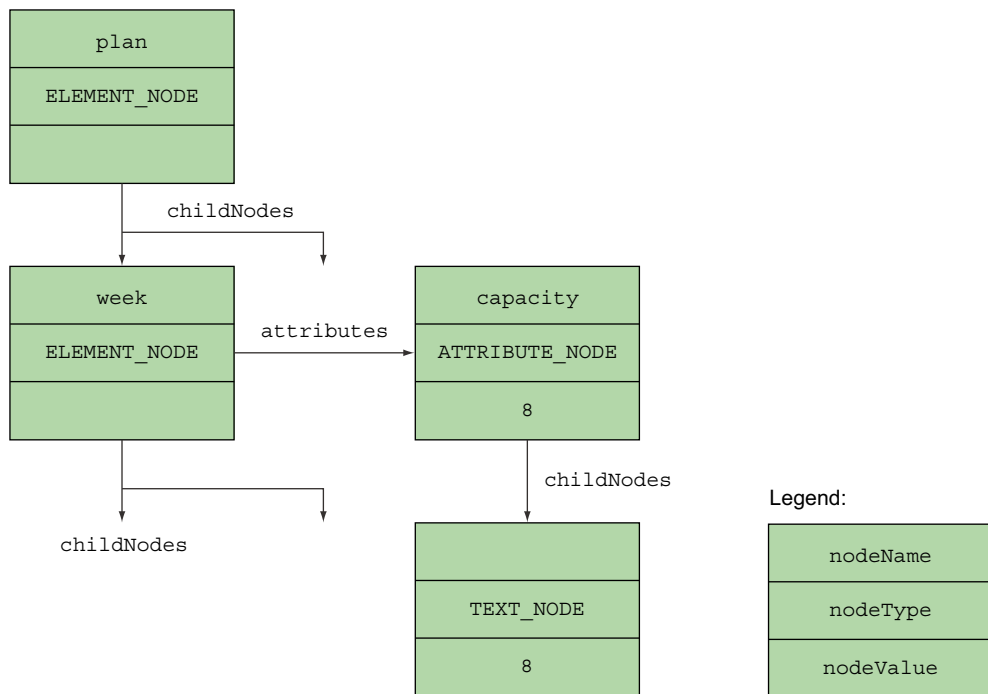 plan
ELEMENT_NODE
childNodes
week
ELEMENT_NODE
attributes
capacity
ATTRIBUTE_NODE
8
childNodes
childNodes
TEXT_NODE
8
Legend:
nodeName
nodeType
nodeValue